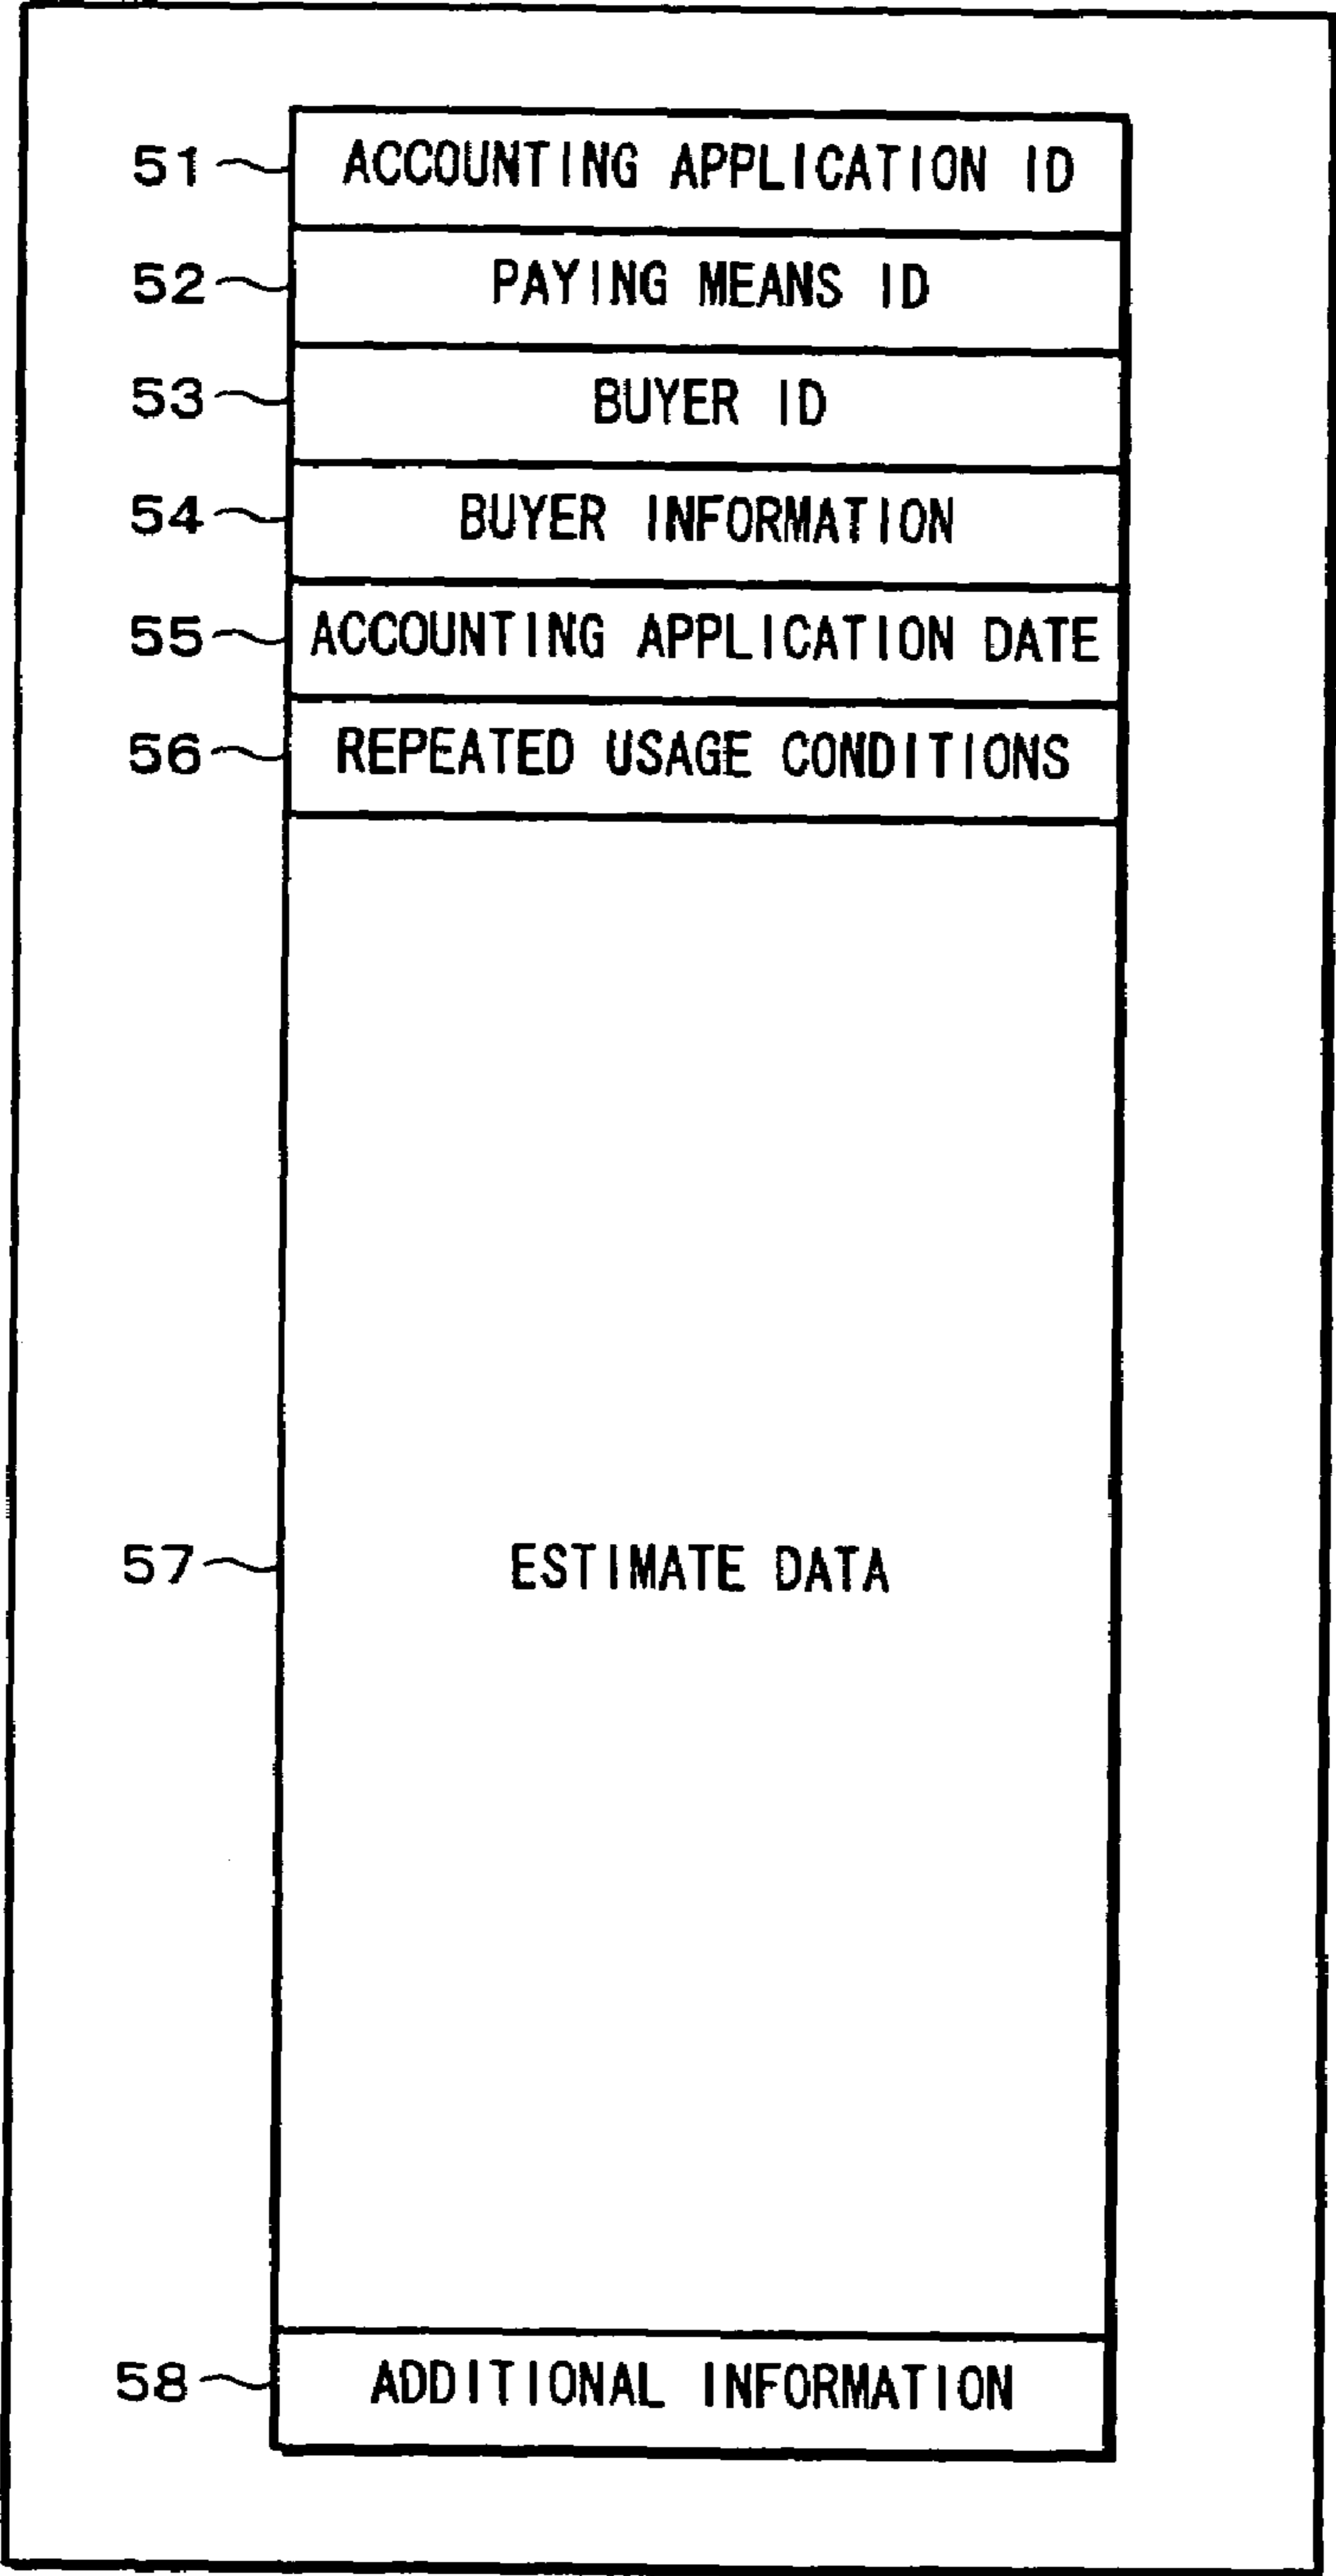 51 ACCOUNTING APPLICATION ID
52 PAYING MEANS ID
53 BUYER ID
54 BUYER INFORMATION
55 ACCOUNTING APPLICATION DATE
56 REPEATED USAGE CONDITIONS
57 ESTIMATE DATA
58 ADDITIONAL INFORMATION